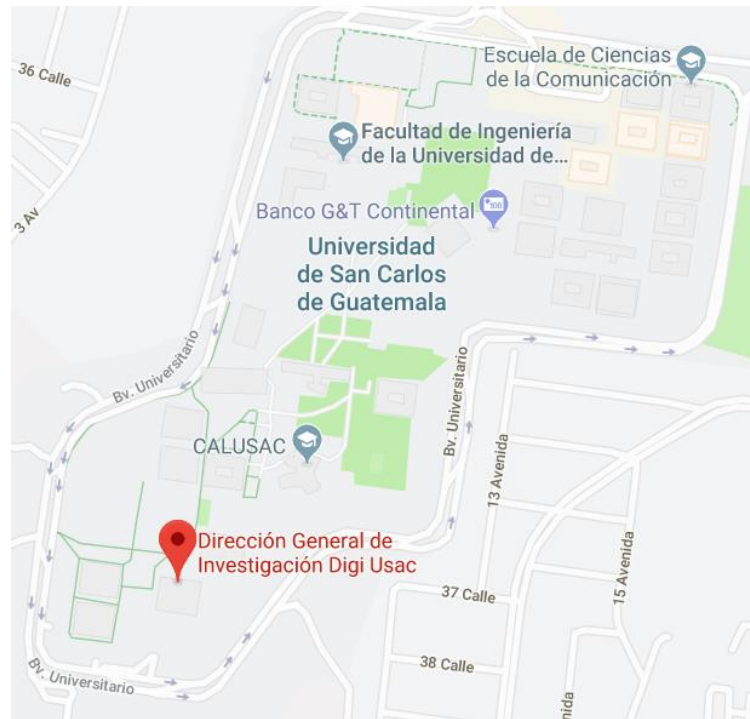 Escuela de Ciencias
de la Comunicación
36 Calle
Facultad de Ingeniería
de la Universidad de...
3 Av
Banco G&T Continental
Universidad
de San Carlos
de Guatemala
Bv. Universitario
Bv. Universitario
CALUSAC
13 Avenida
15 Avenida
Dirección General de
Investigación Digi Usac
37 Calle
38 Calle
Bv. Universitario
nida
enida